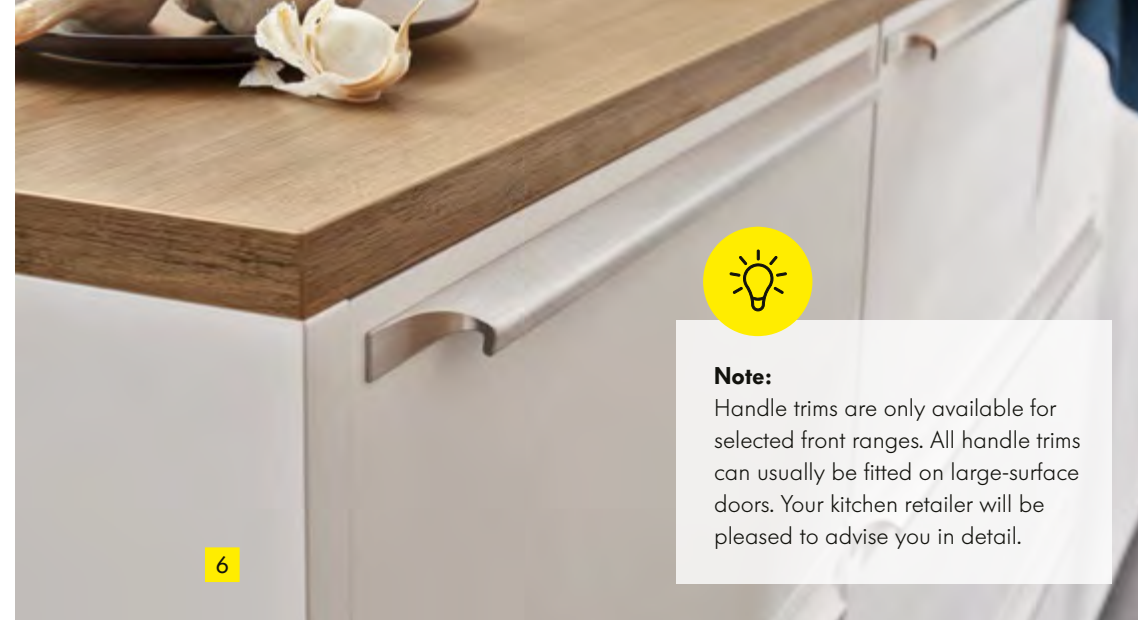 Note:
Handle trims are only available for
selected front ranges. All handle trims
can usually be fitted on large-surface
doors. Your kitchen retailer will be
pleased to advise you in detail.
6